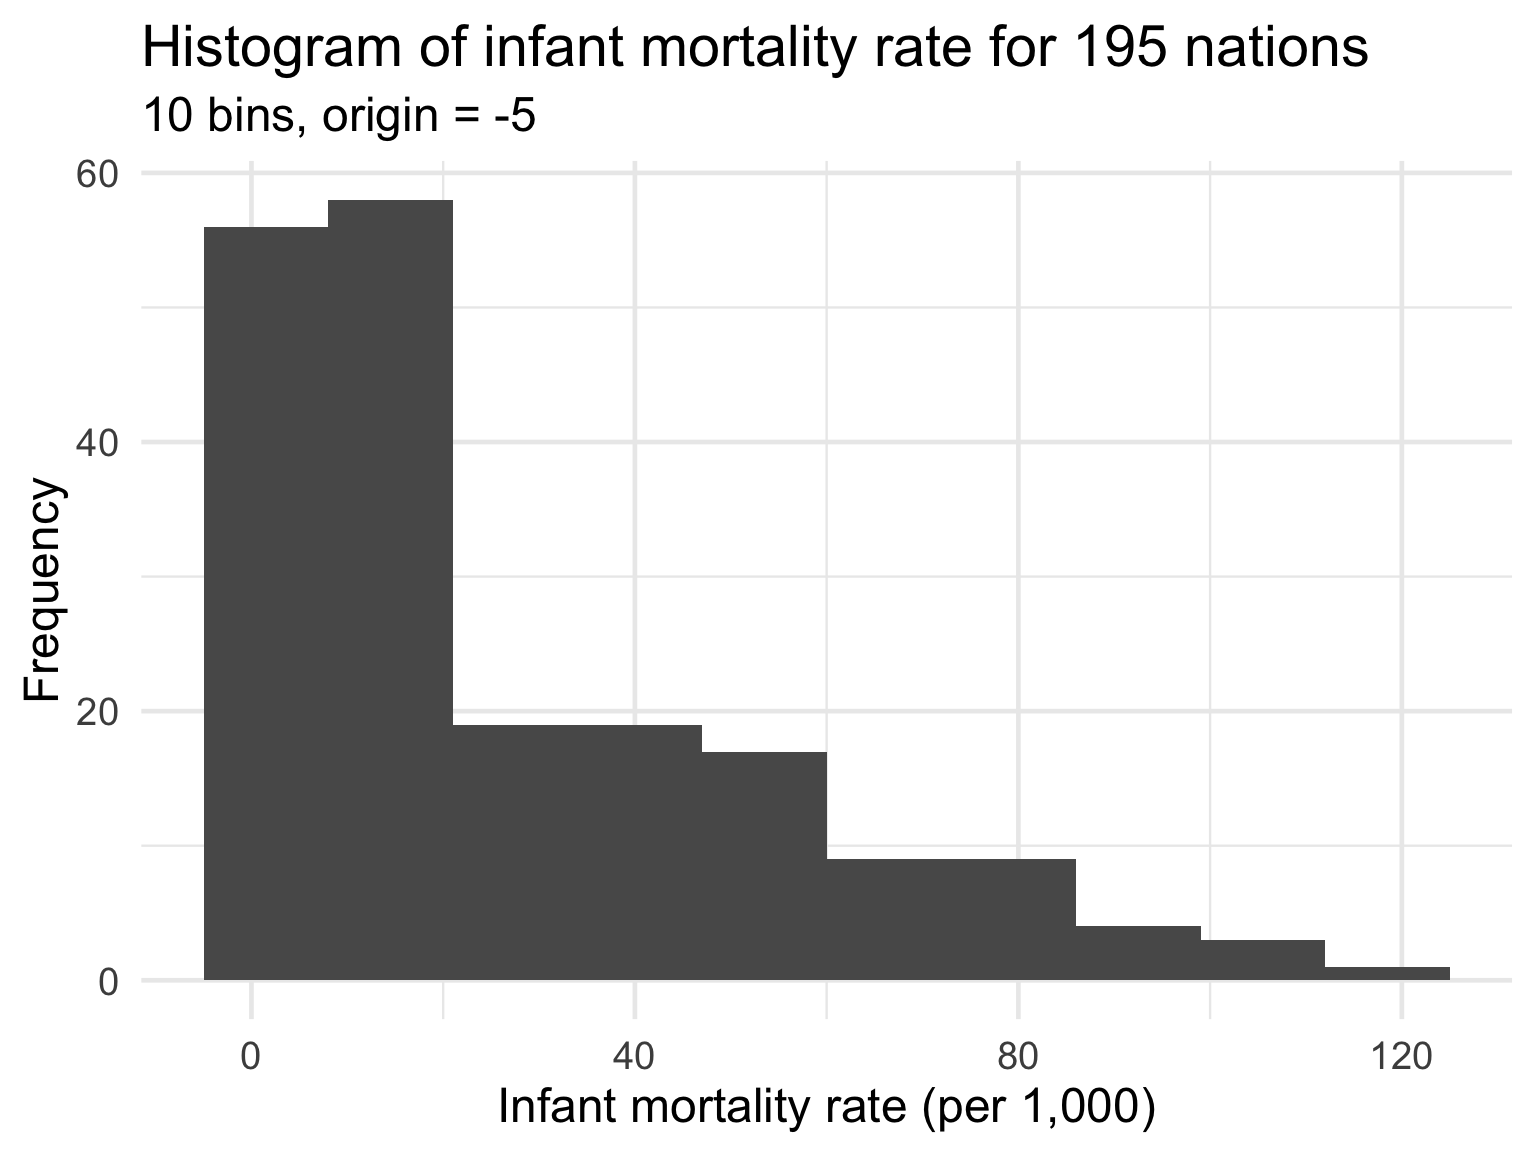 Histogram of infant mortality rate for 195 nations
10 bins, origin = -5
60
40
20
0
Frequency
0 40 80 120
Infant mortality rate (per 1,000)